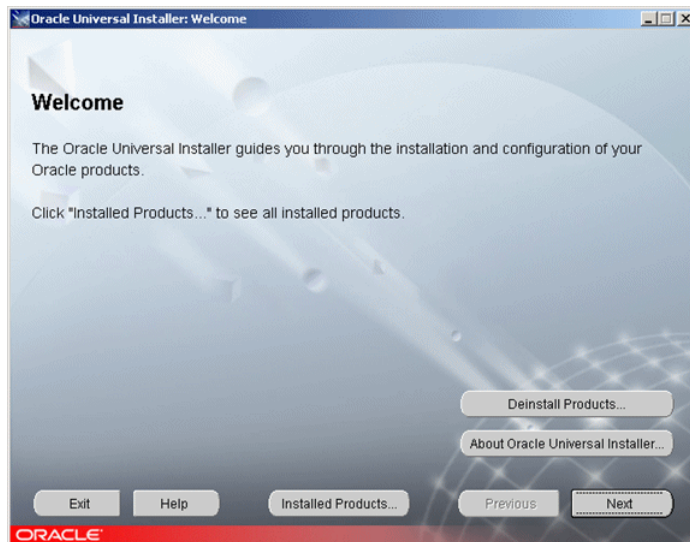 Oracle Universal Installer: Welcome
Welcome
The Oracle Universal Installer guides you through the installation and configuration of your
Oracle products.
Click "Installed Products..." to see all installed products.
Deinstall Products...
About Oracle Universal Installer...
Exit
Help
Installed Products...
Previous
Next
ORACLE